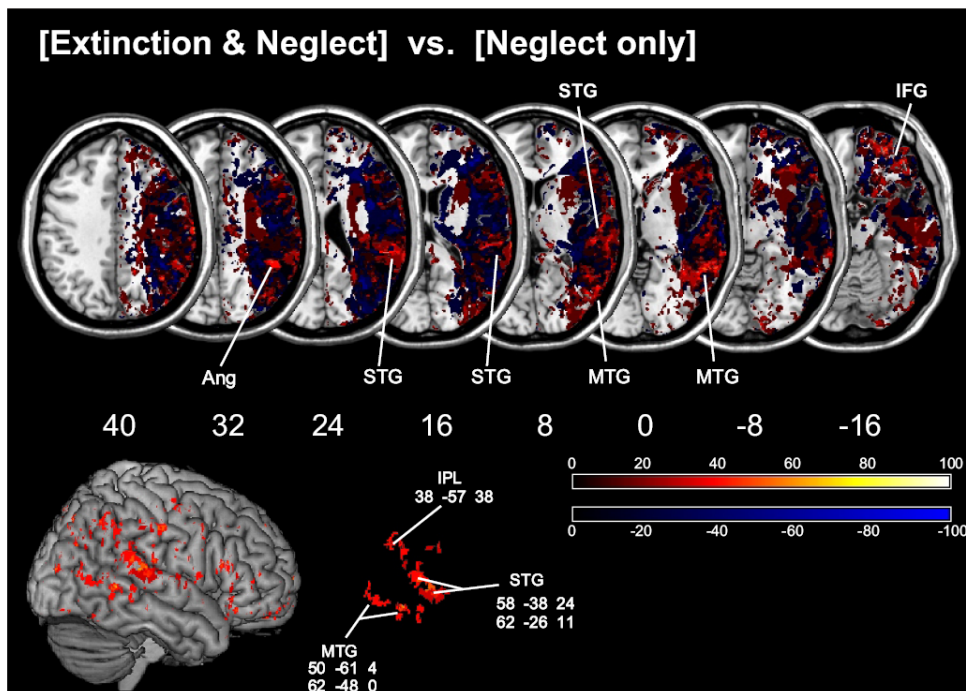 [Extinction & Neglect] vs. [Neglect only]
STG
IFG
Ang
STG
STG
MTG
MTG
40 32 24 16 8 0 -8 -16
0 20 40 60 80 100
0 -20 -40 -60 -80 -100
IPL
38 -57 38
STG
58 -38 24
62 -26 11
MTG
50 -61 4
62 -48 0